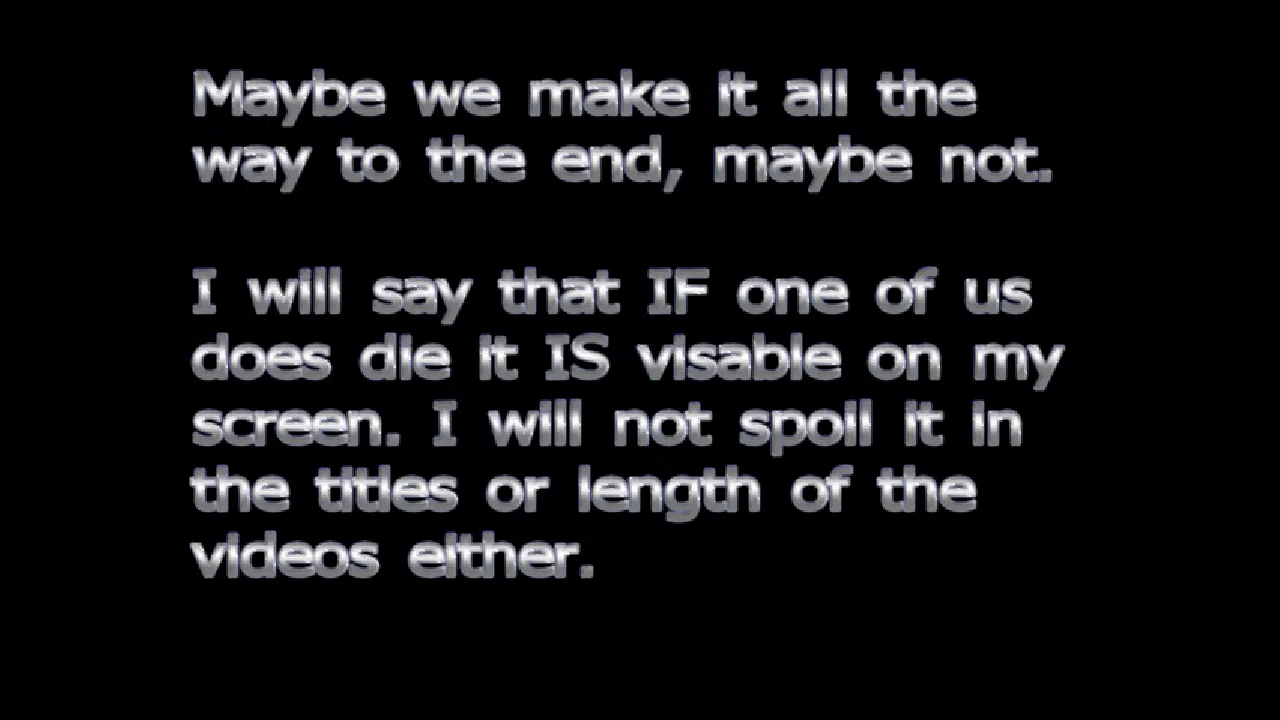 Maybe we make it all the
way to the end, maybe not.
I will say that IF one of us
does die it IS visable on my
screen. I will not spoil it in
the titles or length of the
videos either.